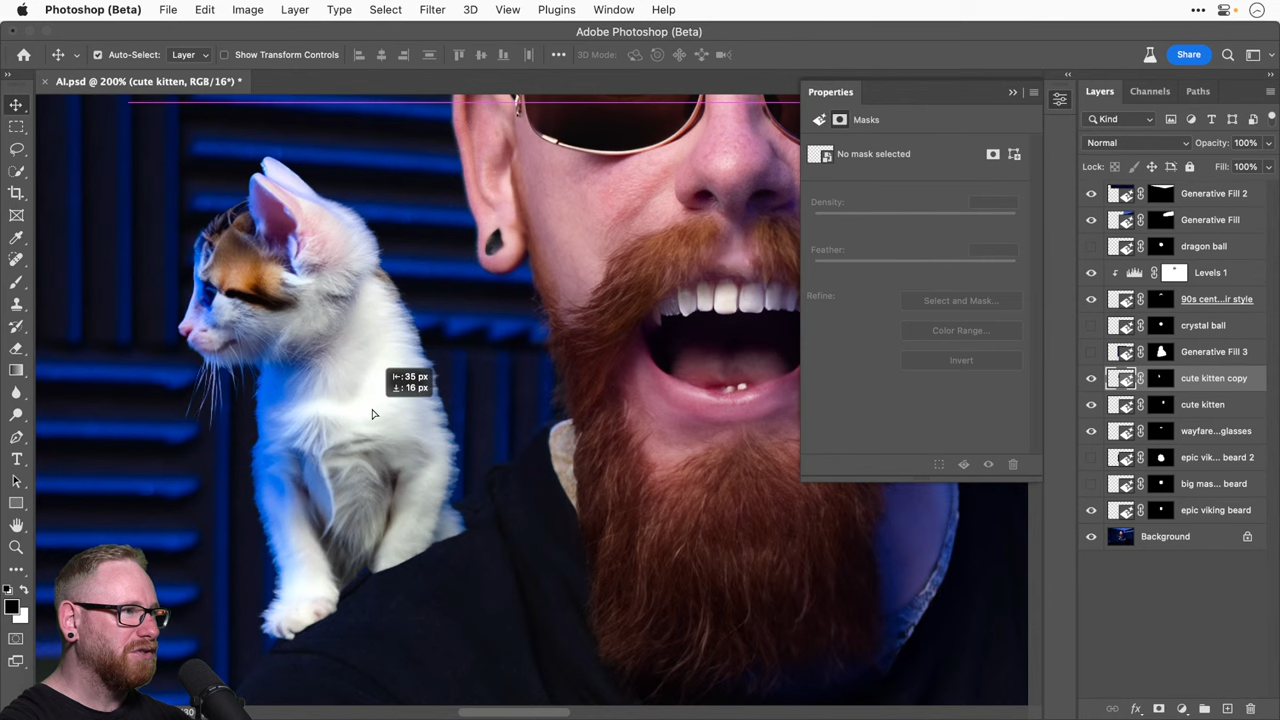 Photoshop (Beta) File Edit Image Layer Type Select Filter 3D View Plugins Window Help
Adobe Photoshop (Beta)
Auto-Select: Layer Show Transform Controls 3D Mode: Share
AI.psd @ 200% (cute kitten, RGB/16*) *
Properties
Masks
No mask selected
Density:
Feather:
Refine:
Select and Mask...
Color Range...
Invert
Layers Channels Paths
Kind
Normal Opacity: 100%
Lock: Fill: 100%
Generative Fill 2
Generative Fill
dragon ball
Levels 1
90s cent...ir style
crystal ball
Generative Fill 3
cute kitten copy
cute kitten
wayfare...glasses
epic vik... beard 2
big mas... beard
epic viking beard
Background
35 px
16 px